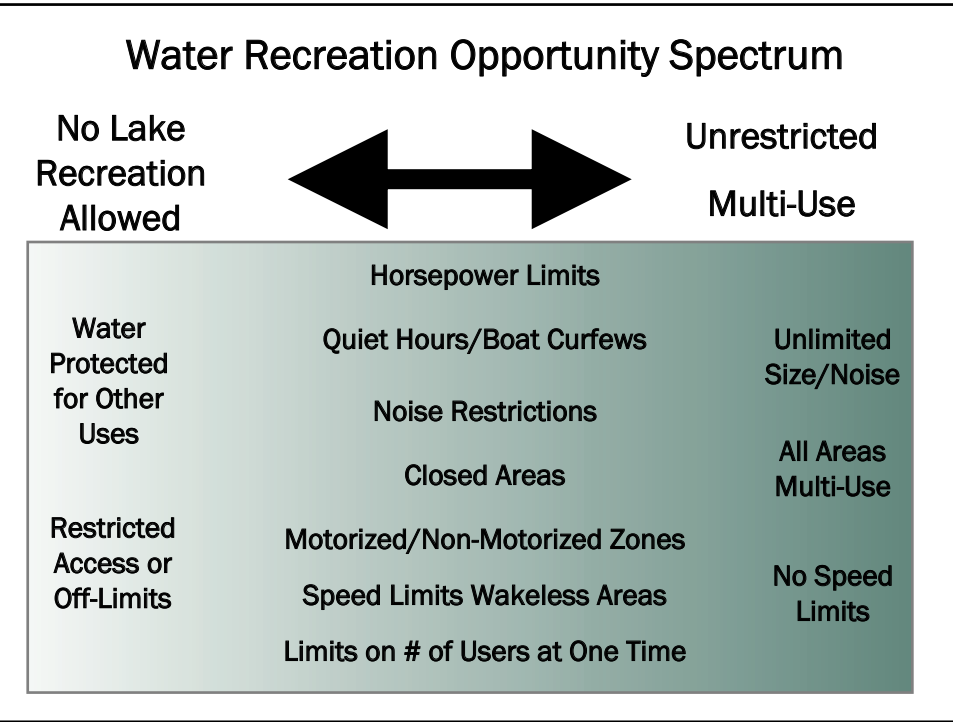 Water Recreation Opportunity Spectrum
No Lake
Recreation
Allowed
Unrestricted
Multi-Use
Water
Protected
for Other
Uses
Restricted
Access or
Off-Limits
Horsepower Limits
Quiet Hours/Boat Curfews
Noise Restrictions
Closed Areas
Motorized/Non-Motorized Zones
Speed Limits Wakeless Areas
Limits on # of Users at One Time
Unlimited
Size/Noise
All Areas
Multi-Use
No Speed
Limits